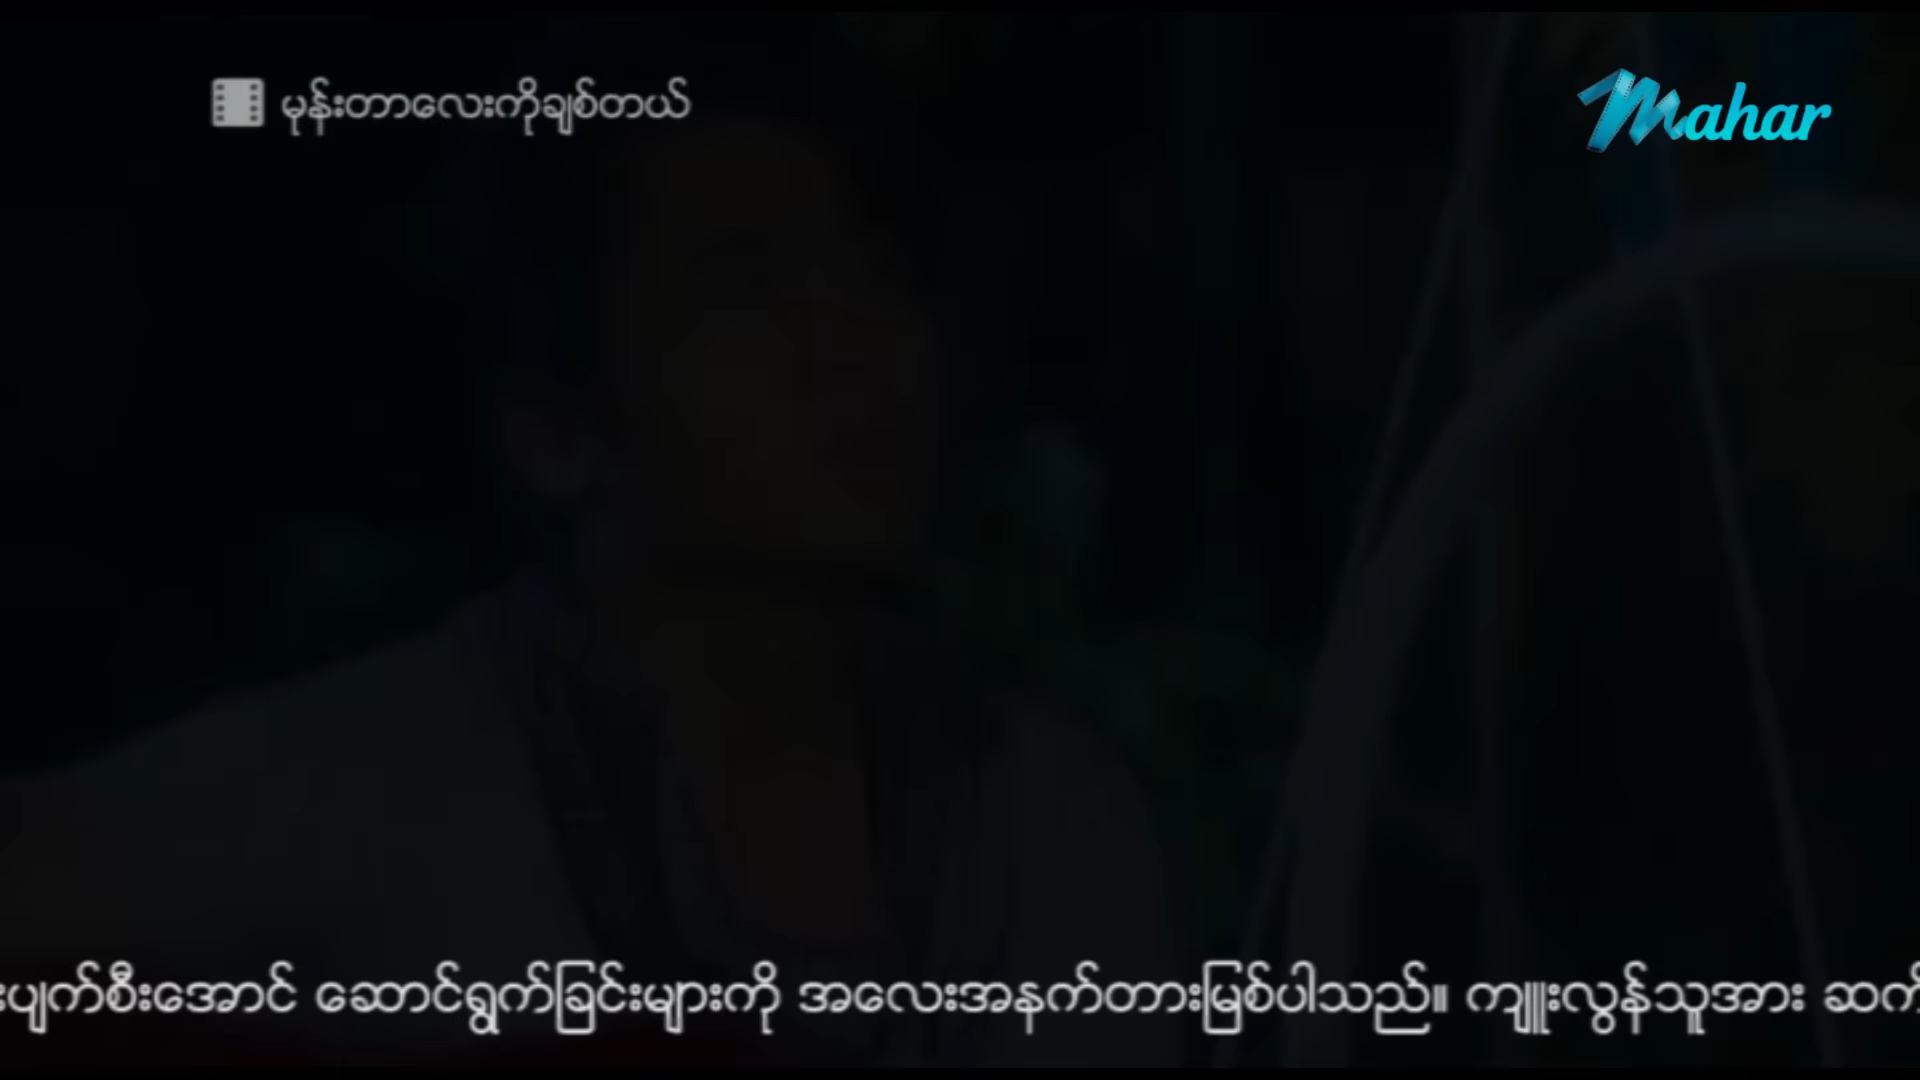 မုန်းတာလေးကိုချစ်တယ်
Mahar
ပျက်စီးအောင် ဆောင်ရွက်ခြင်းများကို အလေးအနက်တားမြစ်ပါသည်။ ကျူးလွန်သူအား